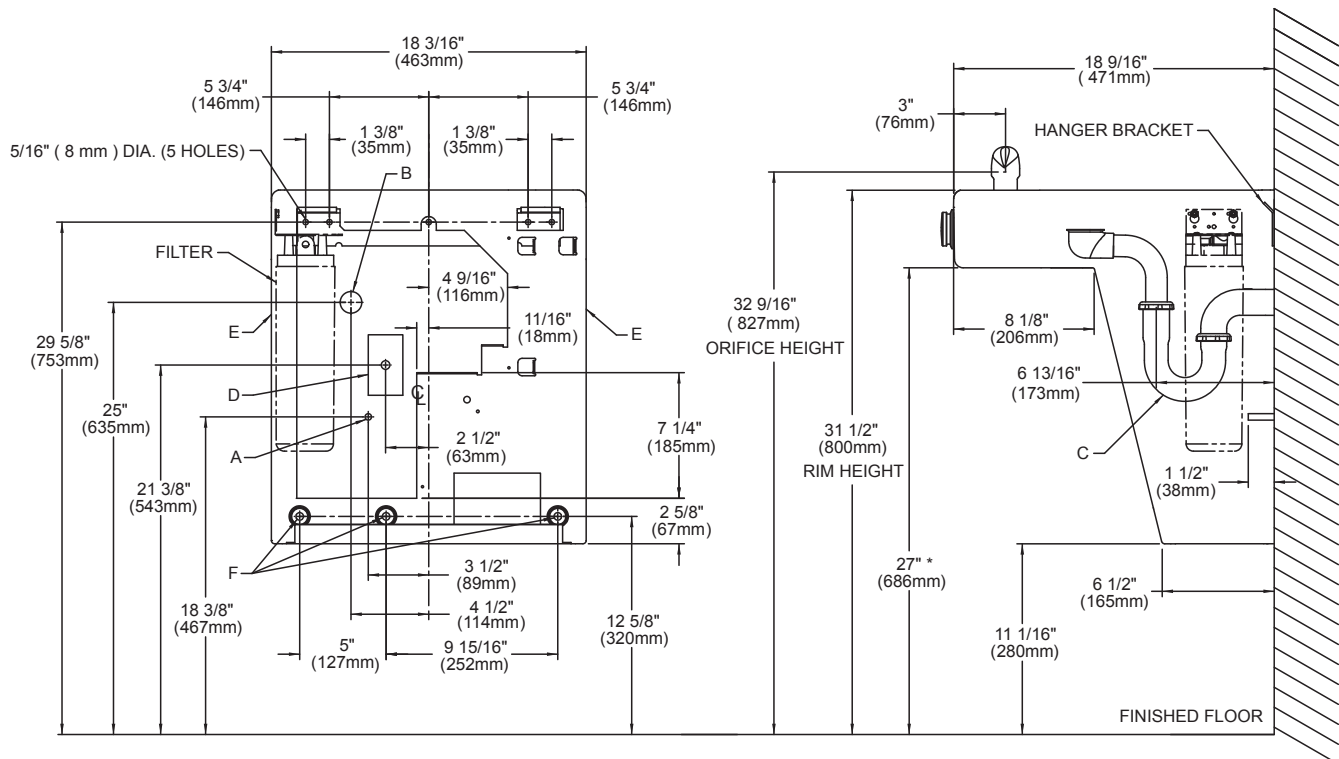 18 3/16"
(463mm)
5 3/4"
(146mm)
5 3/4"
(146mm)
1 3/8"
(35mm)
1 3/8"
(35mm)
5/16" ( 8 mm ) DIA. (5 HOLES)
B
FILTER
4 9/16"
(116mm)
E
11/16"
(18mm)
E
29 5/8"
(753mm)
D
CL
25"
(635mm)
7 1/4"
(185mm)
A
2 1/2"
(63mm)
21 3/8"
(543mm)
2 5/8"
(67mm)
F
3 1/2"
(89mm)
18 3/8"
(467mm)
4 1/2"
(114mm)
12 5/8"
(320mm)
5"
(127mm)
9 15/16"
(252mm)
18 9/16"
( 471mm)
3"
(76mm)
HANGER BRACKET
32 9/16"
( 827mm)
ORIFICE HEIGHT
8 1/8"
(206mm)
6 13/16"
(173mm)
31 1/2"
(800mm)
RIM HEIGHT
C
1 1/2"
(38mm)
27" *
(686mm)
6 1/2"
(165mm)
11 1/16"
(280mm)
FINISHED FLOOR